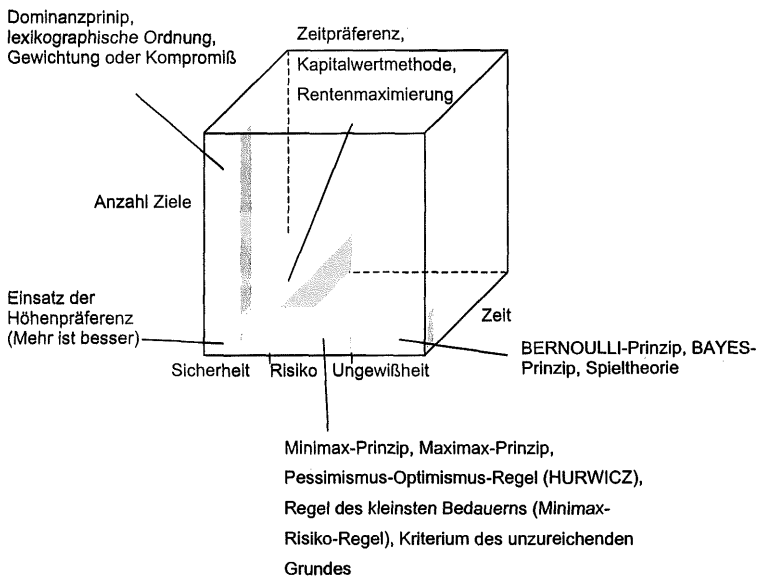 Dominanzprinip,
lexikographische Ordnung,
Gewichtung oder Kompromiß
Zeitpräferenz,
Kapitalwertmethode,
Rentenmaximierung
Anzahl Ziele
Einsatz der
Höhenpräferenz
(Mehr ist besser)
Zeit
Sicherheit
Risiko
Ungewißheit
BERNOULLI-Prinzip, BAYES-
Prinzip, Spieltheorie
Minimax-Prinzip, Maximax-Prinzip,
Pessimismus-Optimismus-Regel (HURWICZ),
Regel des kleinsten Bedauerns (Minimax-
Risiko-Regel), Kriterium des unzureichenden
Grundes